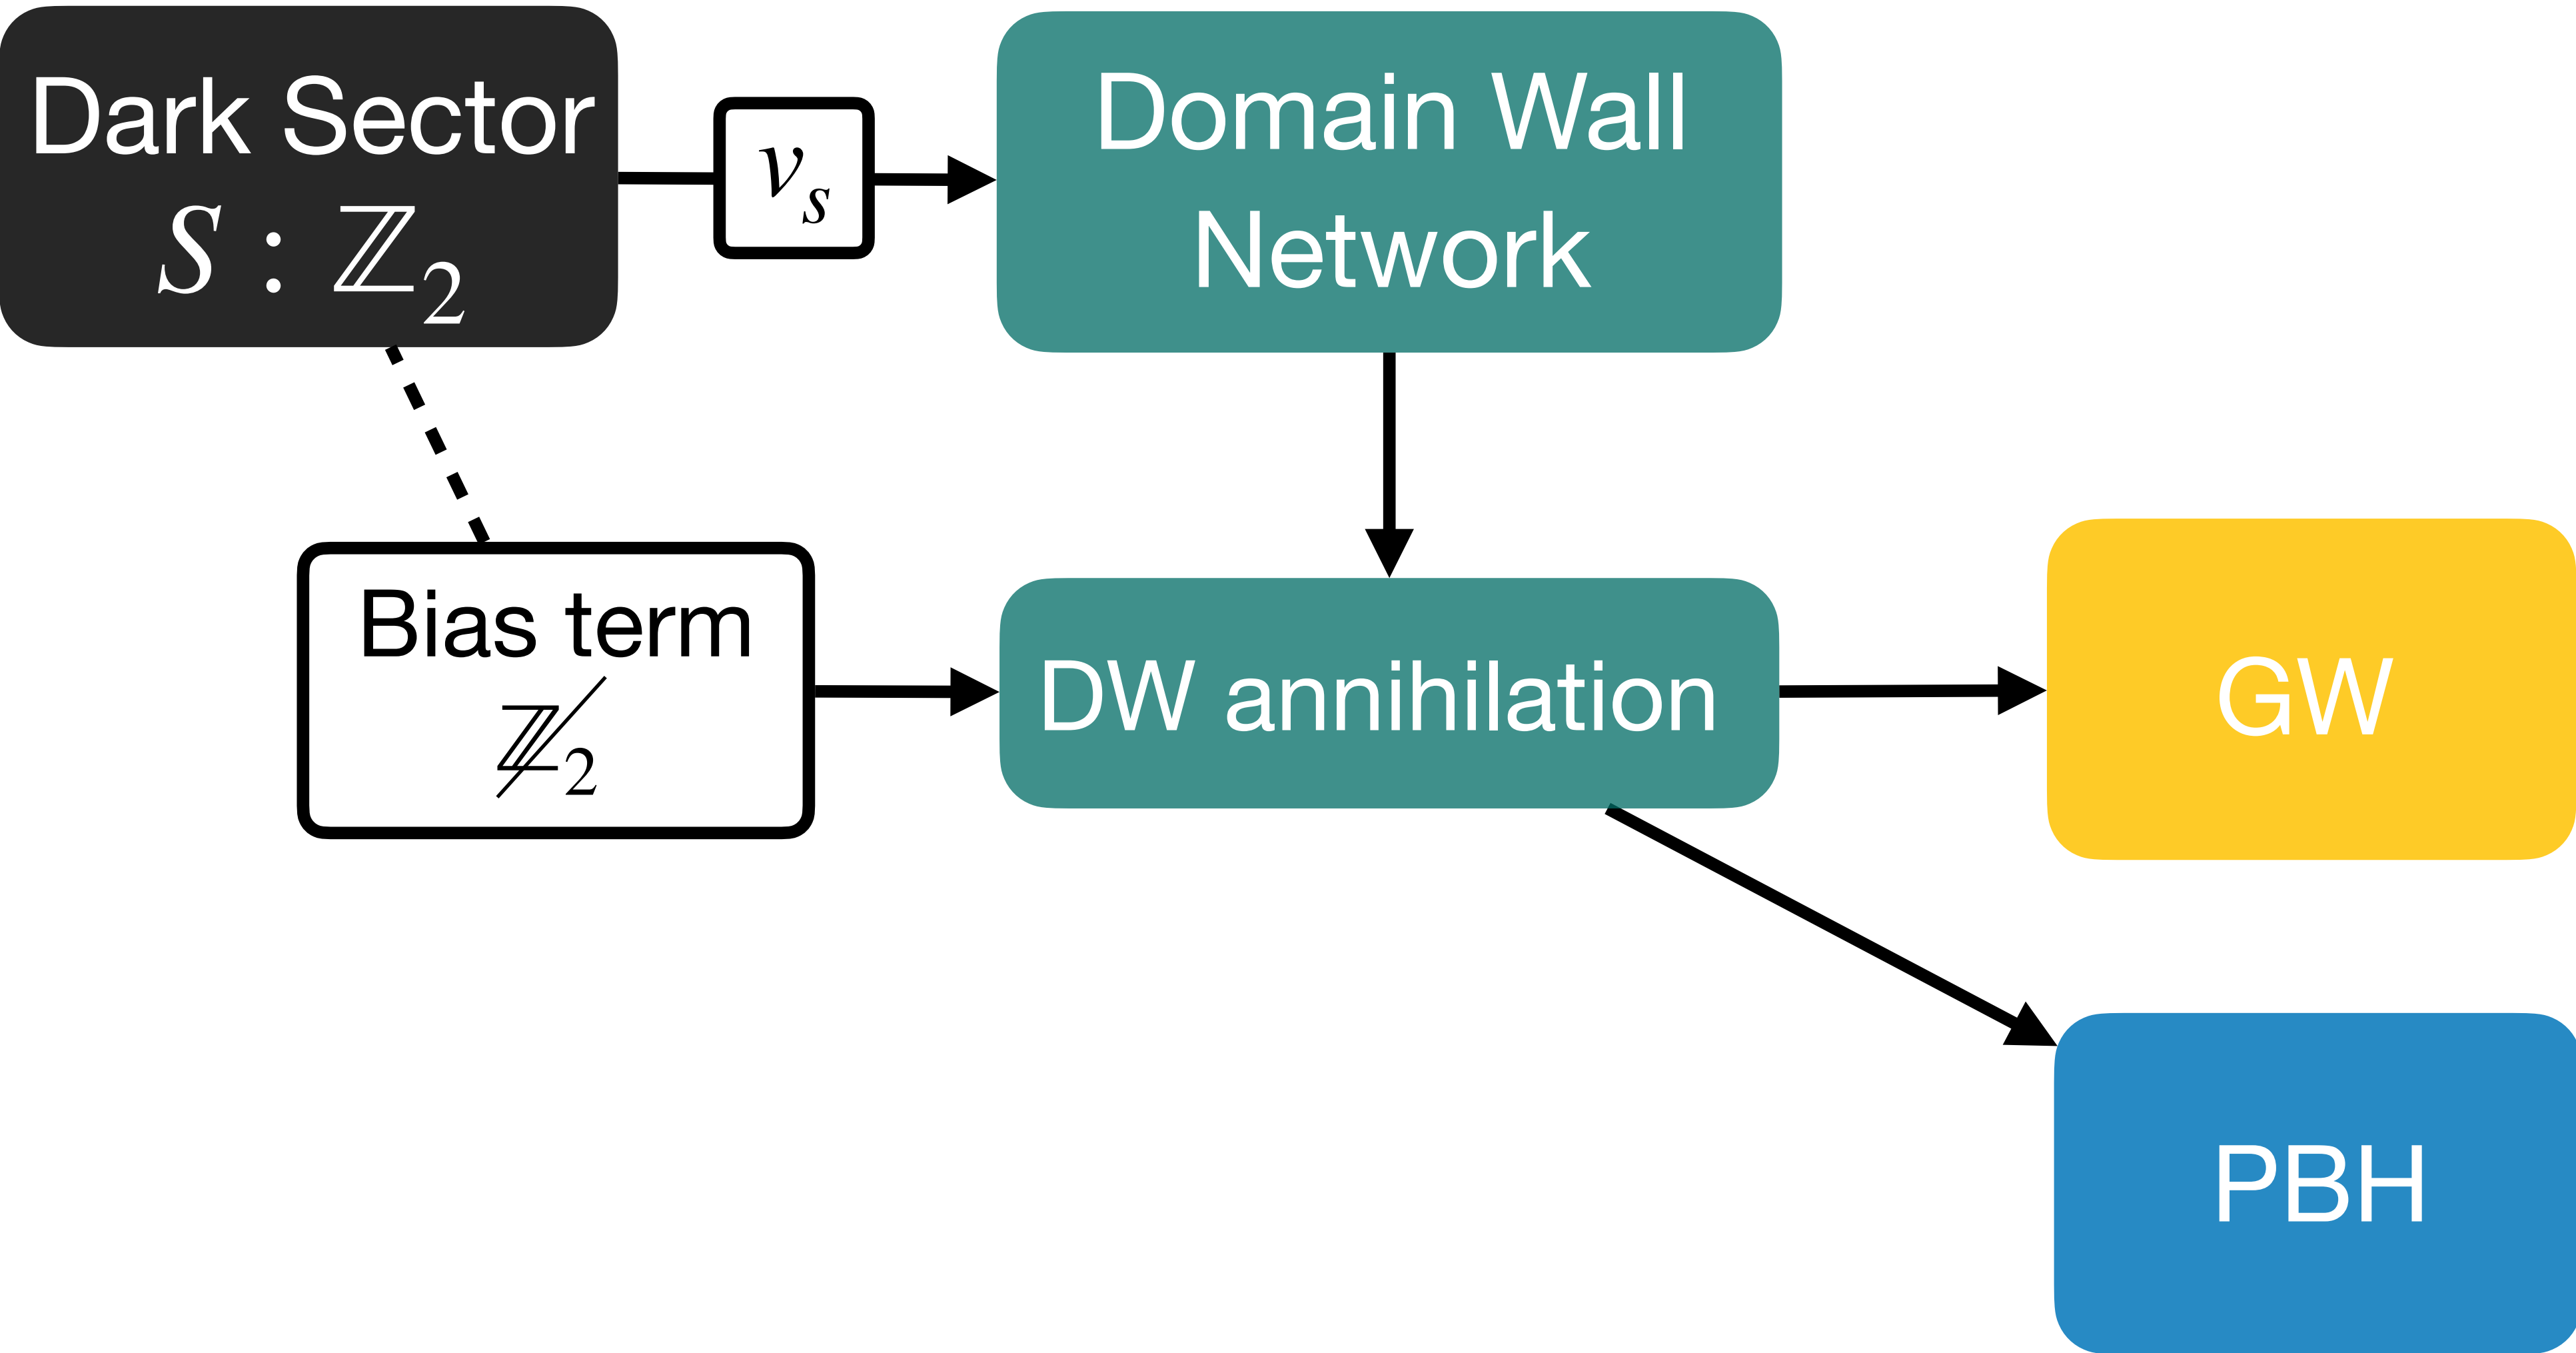 Dark Sector
S : ℤ₂
vₛ
Domain Wall
Network
Bias term
ℤ̸₂
DW annihilation
GW
PBH